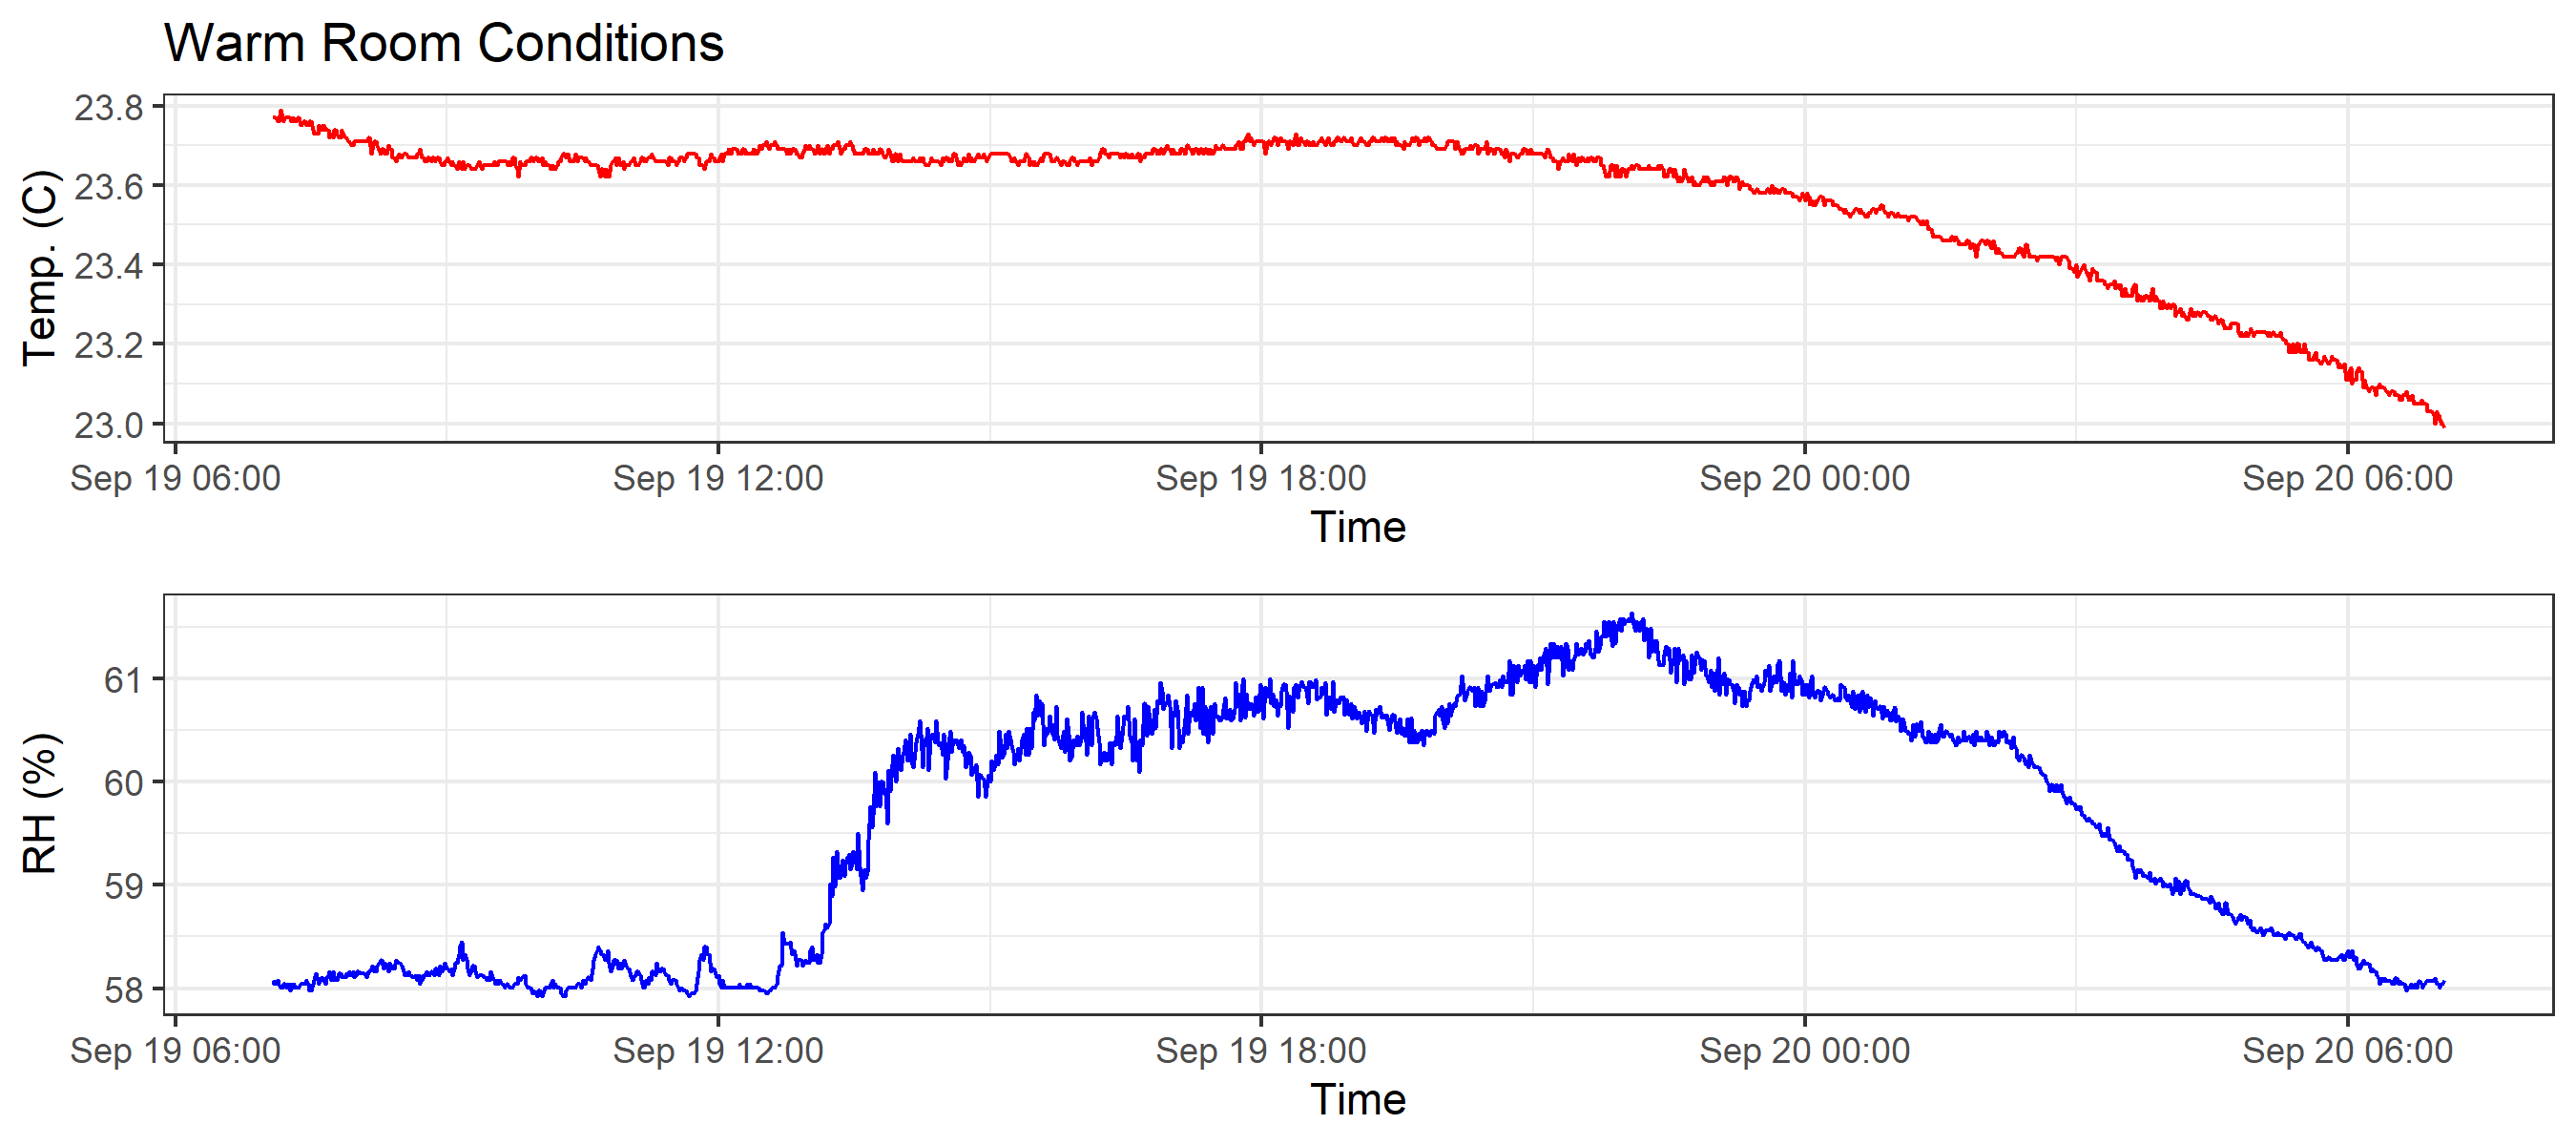 Warm Room Conditions
Temp. (C)
23.8
23.6
23.4
23.2
23.0
Sep 19 06:00 Sep 19 12:00 Sep 19 18:00 Sep 20 00:00 Sep 20 06:00
Time
RH (%)
61
60
59
58
Sep 19 06:00 Sep 19 12:00 Sep 19 18:00 Sep 20 00:00 Sep 20 06:00
Time